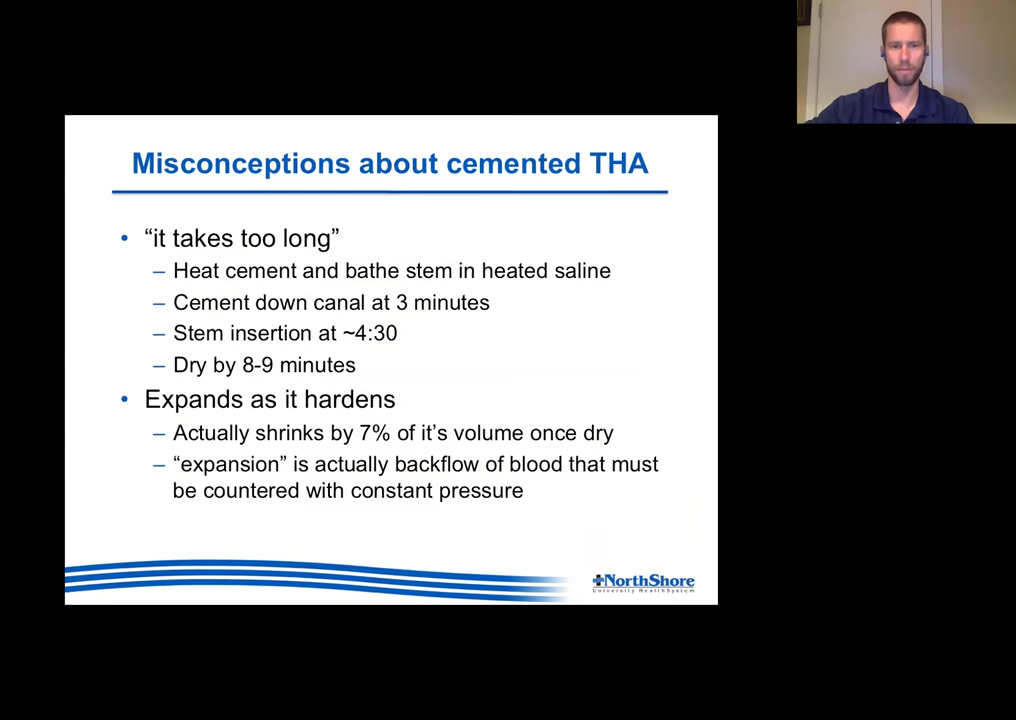 Misconceptions about cemented THA
• “it takes too long”
– Heat cement and bathe stem in heated saline
– Cement down canal at 3 minutes
– Stem insertion at ~4:30
– Dry by 8-9 minutes
• Expands as it hardens
– Actually shrinks by 7% of it’s volume once dry
– “expansion” is actually backflow of blood that must
be countered with constant pressure
NorthShore
University HealthSystem